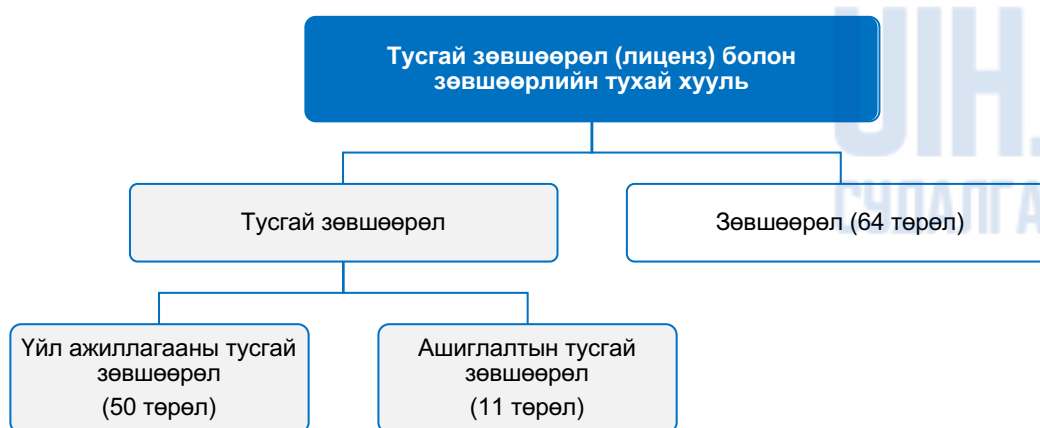 Тусгай зөвшөөрөл (лиценз) болон
зөвшөөрлийн тухай хууль
Тусгай зөвшөөрөл
Зөвшөөрөл (64 төрөл)
Үйл ажиллагааны тусгай
зөвшөөрөл
(50 төрөл)
Ашиглалтын тусгай
зөвшөөрөл
(11 төрөл)